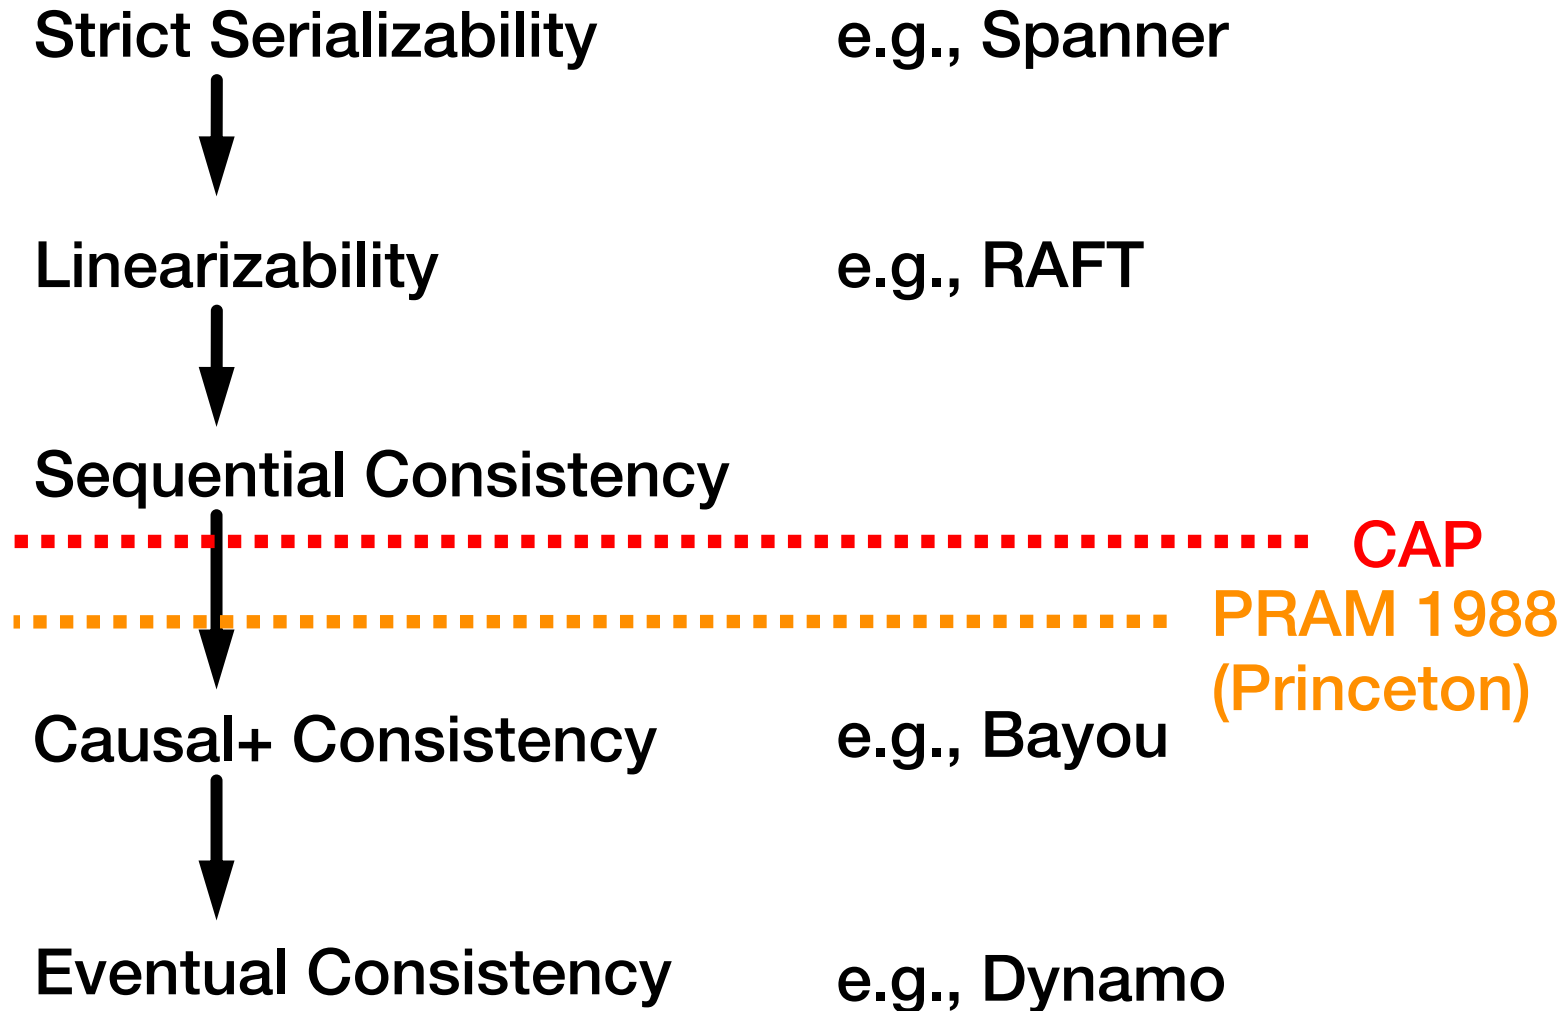 Strict Serializability e.g., Spanner
Linearizability e.g., RAFT
Sequential Consistency
CAP
PRAM 1988
(Princeton)
Causal+ Consistency e.g., Bayou
Eventual Consistency e.g., Dynamo